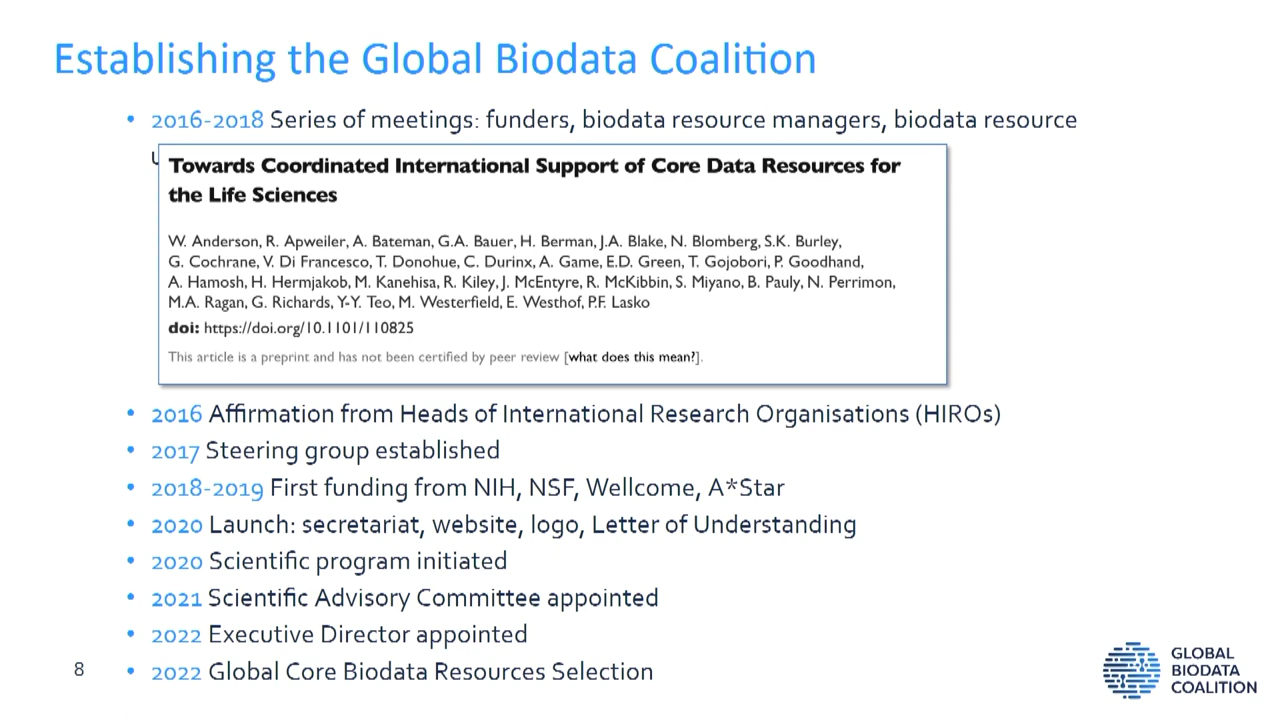 Establishing the Global Biodata Coalition
• 2016-2018 Series of meetings: funders, biodata resource managers, biodata resource
Towards Coordinated International Support of Core Data Resources for
the Life Sciences
W. Anderson, R. Apweiler, A. Bateman, G.A. Bauer, H. Berman, J.A. Blake, N. Blomberg, S.K. Burley,
G. Cochrane, V. Di Francesco, T. Donohue, C. Durinx, A. Game, E.D. Green, T. Gojobori, P. Goodhand,
A. Hamosh, H. Hermjakob, M. Kanehisa, R. Kiley, J. McEntyre, R. McKibbin, S. Miyano, B. Pauly, N. Perrimon,
M.A. Ragan, G. Richards, Y-Y. Teo, M. Westerfield, E. Westhof, P.F. Lasko
doi: https://doi.org/10.1101/110825
This article is a preprint and has not been certified by peer review [what does this mean?].
• 2016 Affirmation from Heads of International Research Organisations (HIROs)
• 2017 Steering group established
• 2018-2019 First funding from NIH, NSF, Wellcome, A*Star
• 2020 Launch: secretariat, website, logo, Letter of Understanding
• 2020 Scientific program initiated
• 2021 Scientific Advisory Committee appointed
• 2022 Executive Director appointed
• 2022 Global Core Biodata Resources Selection
8
GLOBAL
BIODATA
COALITION